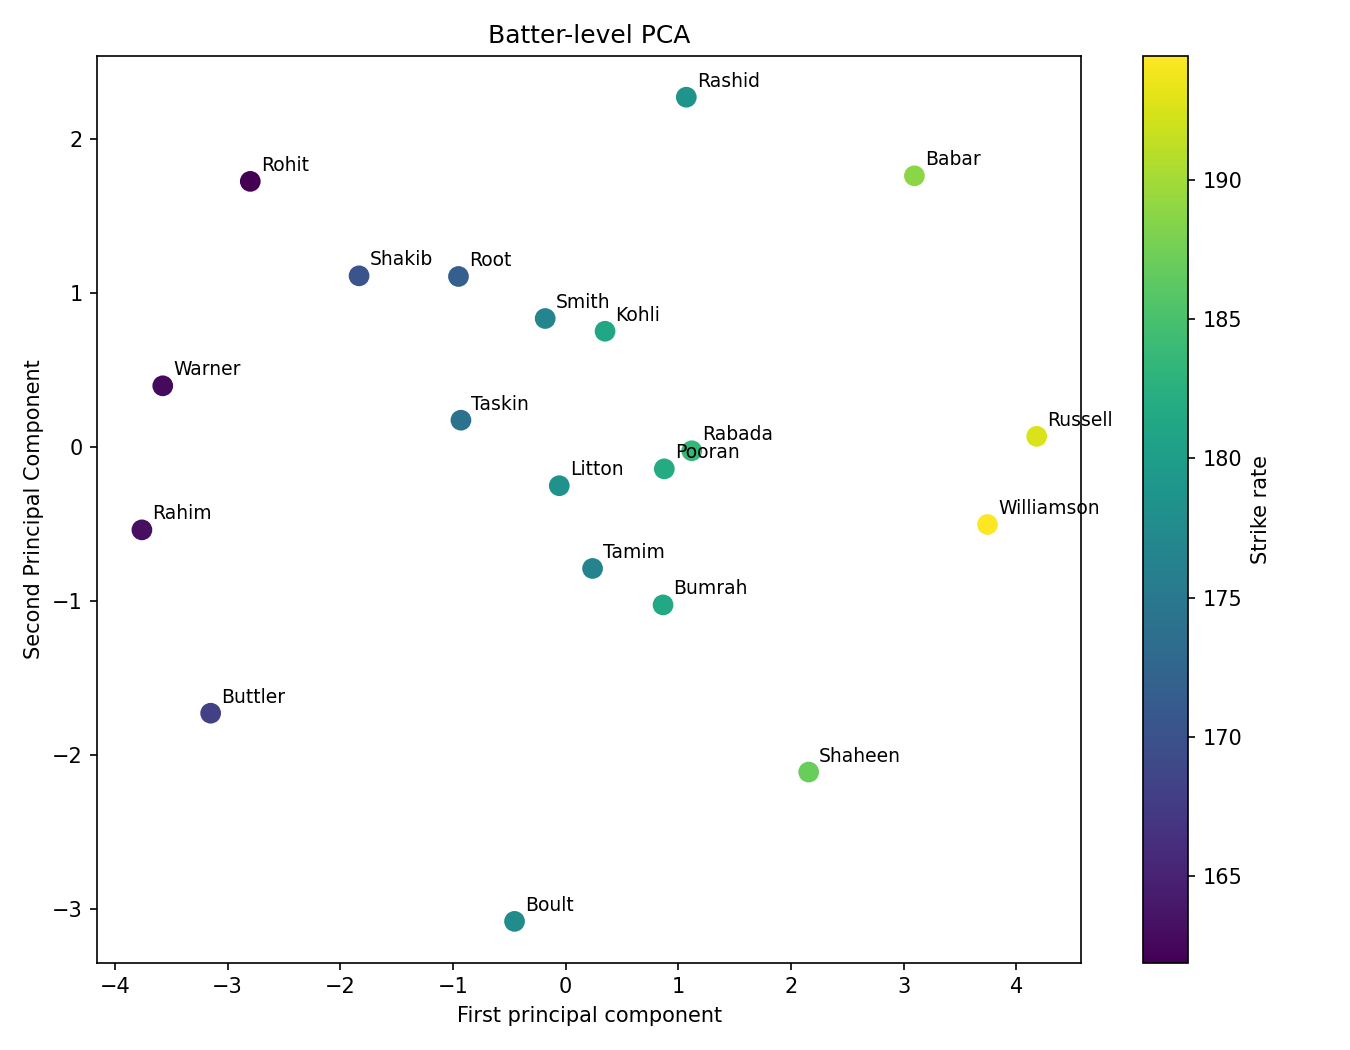 Batter-level PCA
Rashid
Babar
Rohit
Shakib
Root
Smith
Kohli
Warner
Taskin
Russell
Rabada
Pooran
Litton
Williamson
Rahim
Tamim
Bumrah
Buttler
Shaheen
Boult
2
1
0
−1
−2
−3
Second Principal Component
−4
−3
−2
−1
0
1
2
3
4
First principal component
190
185
180
175
170
165
Strike rate